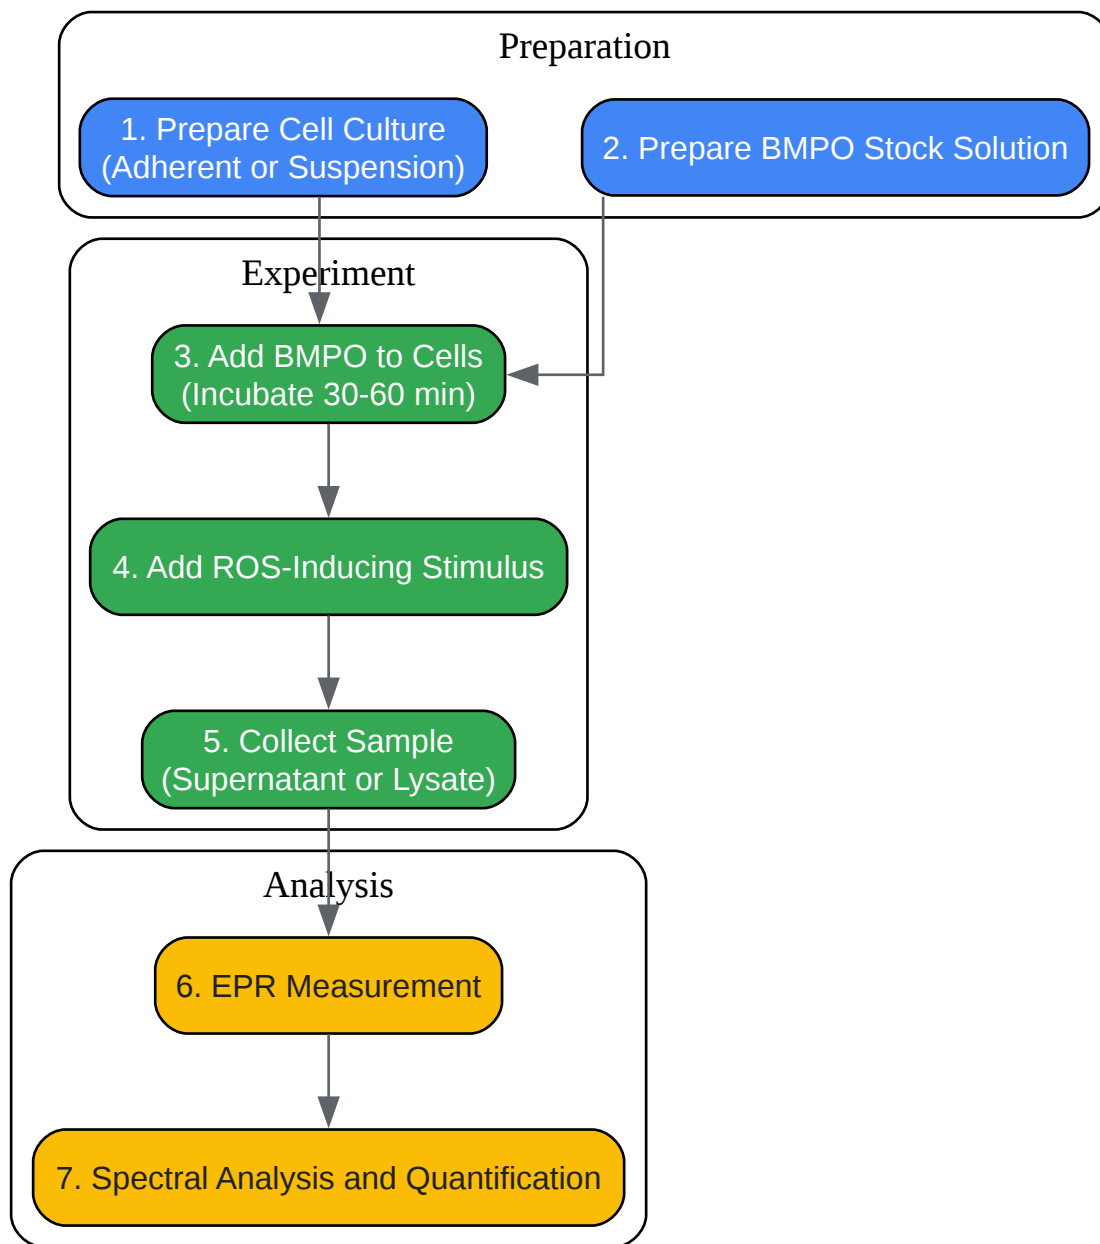 Preparation
1. Prepare Cell Culture
(Adherent or Suspension)
2. Prepare BMPO Stock Solution
Experiment
3. Add BMPO to Cells
(Incubate 30-60 min)
4. Add ROS-Inducing Stimulus
5. Collect Sample
(Supernatant or Lysate)
Analysis
6. EPR Measurement
7. Spectral Analysis and Quantification